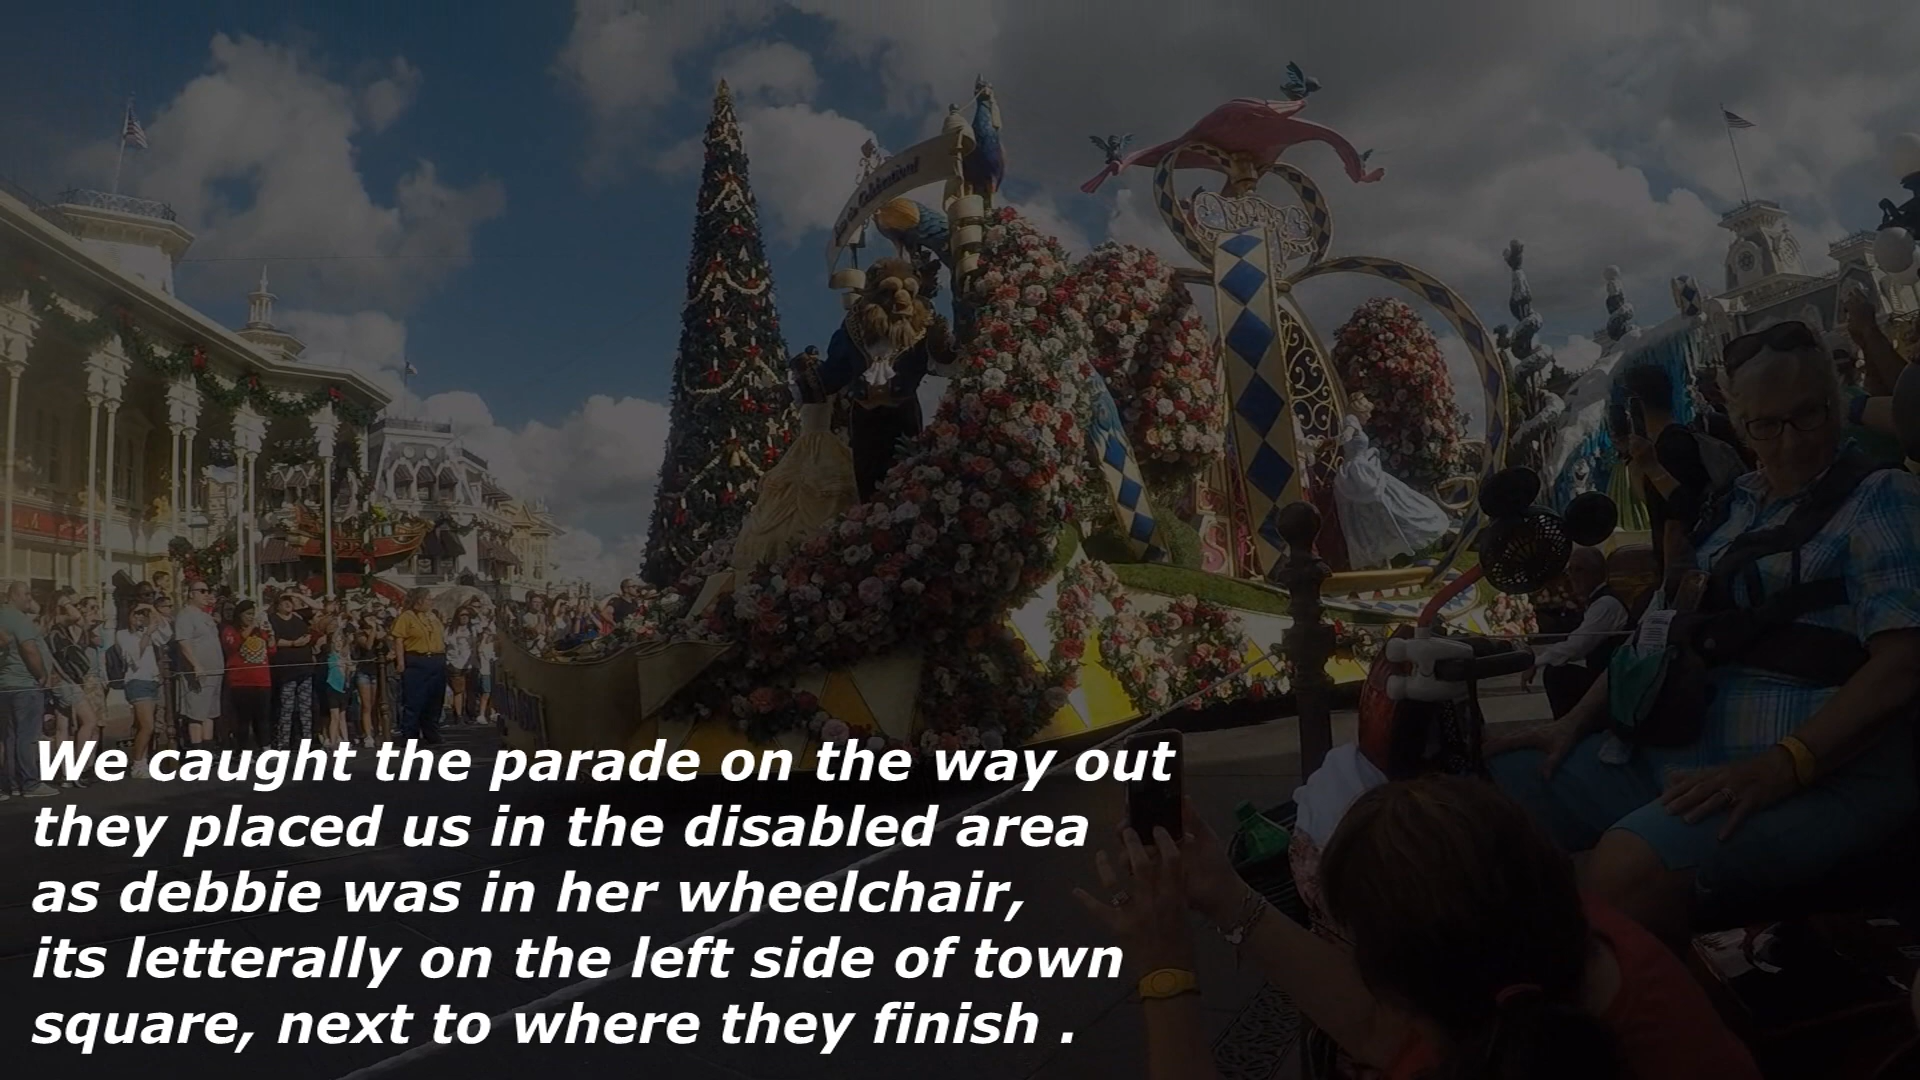 We caught the parade on the way out
they placed us in the disabled area
as debbie was in her wheelchair,
its letterally on the left side of town
square, next to where they finish .